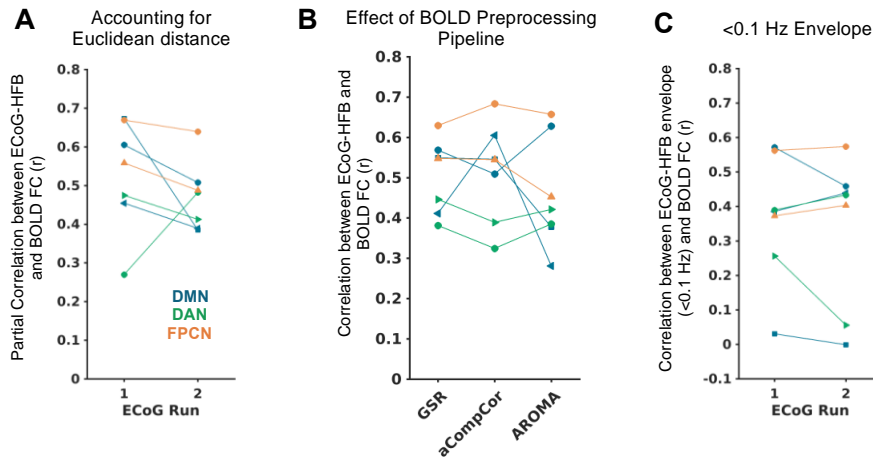 A
Accounting for
Euclidean distance
Partial Correlation between ECoG-HFB
and BOLD FC (r)
0.8
0.7
0.6
0.5
0.4
0.3
0.2
0.1
0
DMN
DAN
FPCN
1 2
ECoG Run
B
Effect of BOLD Preprocessing
Pipeline
Correlation between ECoG-HFB and
BOLD FC (r)
0.8
0.7
0.6
0.5
0.4
0.3
0.2
0.1
0
GSR
aCompCor
AROMA
C
<0.1 Hz Envelope
Correlation between ECoG-HFB envelope
(<0.1 Hz) and BOLD FC (r)
0.8
0.7
0.6
0.5
0.4
0.3
0.2
0.1
0
-0.1
1 2
ECoG Run